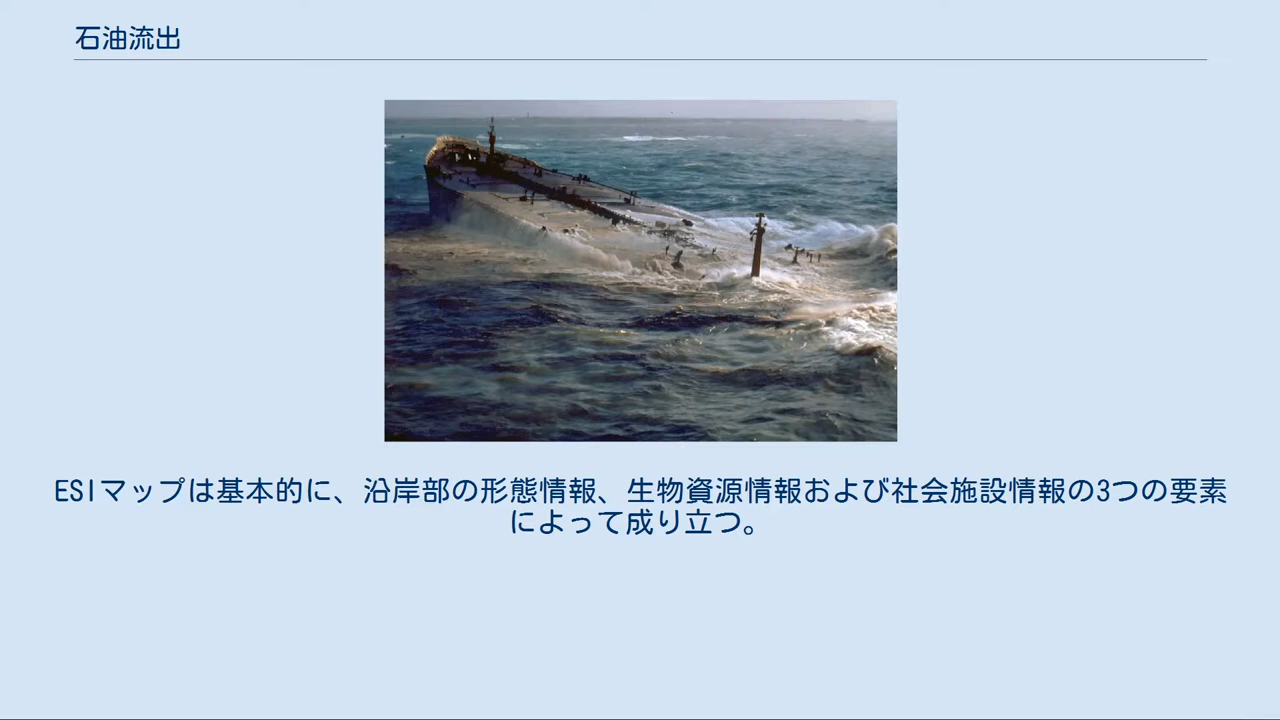 石油流出
ESIマップは基本的に、沿岸部の形態情報、生物資源情報および社会施設情報の3つの要素
によって成り立つ。